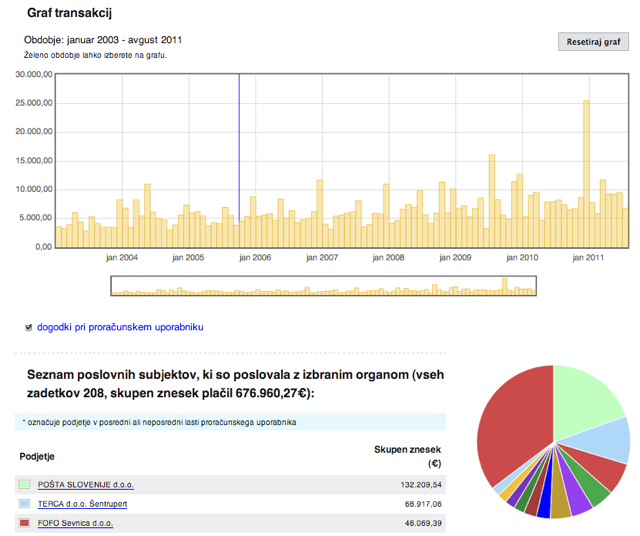 Graf transakcij
Obdobje: januar 2003 - avgust 2011
Resetiraj graf
Želeno obdobje lahko izberete na grafu.
30.000,00
25.000,00
20.000,00
15.000,00
10.000,00
5.000,00
0,00
jan 2004
jan 2005
jan 2006
jan 2007
jan 2008
jan 2009
jan 2010
jan 2011
dogodki pri proračunskem uporabniku
Seznam poslovnih subjektov, ki so poslovala z izbranim organom (vseh
zadetkov 208, skupen znesek plačil 676.960,27€):
* označuje podjetje v posredni ali neposredni lasti proračunskega uporabnika
Podjetje
Skupen znesek
(€)
POŠTA SLOVENIJE d.o.o. 132.209,54
TERCA d.o.o. Šentrupert 68.917,06
FOFO Sevnica d.o.o. 46.069,39